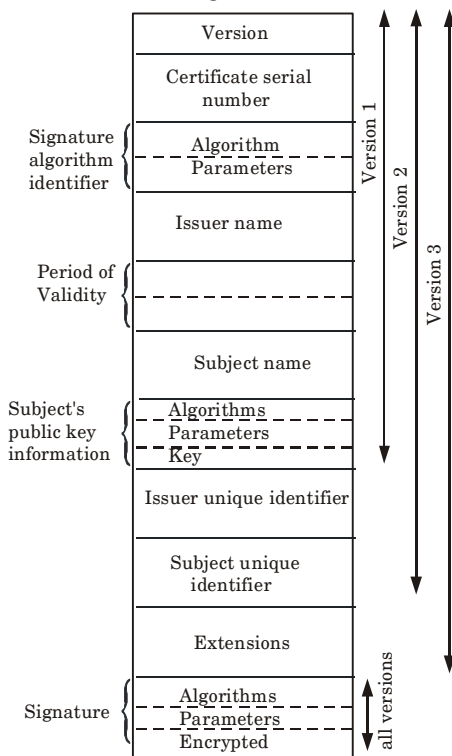 Version
Certificate serial
number
Signature
algorithm
identifier
Algorithm
Parameters
Issuer name
Period of
Validity
Subject name
Subject's
public key
information
Algorithms
Parameters
Key
Issuer unique identifier
Subject unique
identifier
Extensions
Signature
Algorithms
Parameters
Encrypted
Version 1
Version 2
Version 3
all versions